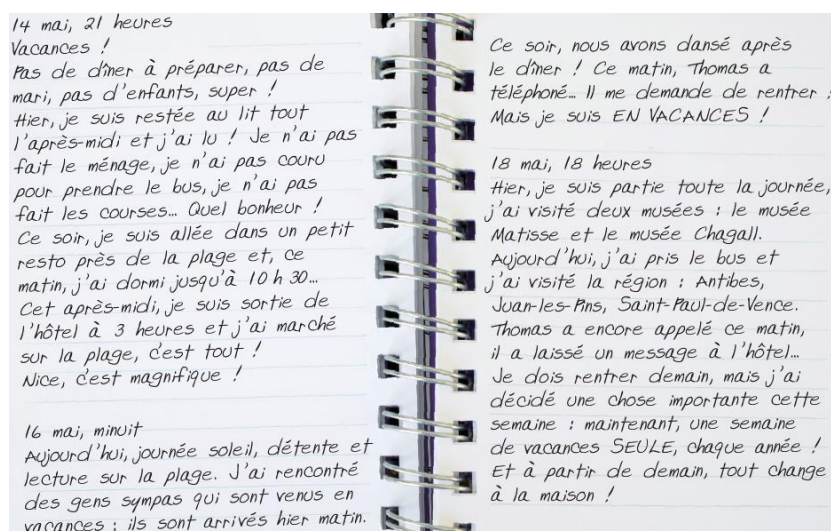 14 mai, 21 heures
Vacances !
Pas de dîner à préparer, pas de
mari, pas d'enfants, super !
Hier, je suis restée au lit tout
l'après-midi et j'ai lu ! Je n'ai pas
fait le ménage, je n'ai pas couru
pour prendre le bus, je n'ai pas
fait les courses... Quel bonheur !
Ce soir, je suis allée dans un petit
resto près de la plage et, ce
matin, j'ai dormi jusqu'à 10 h 30...
Cet après-midi, je suis sortie de
l'hôtel à 3 heures et j'ai marché
sur la plage, c'est tout !
Nice, c'est magnifique !
16 mai, minuit
Aujourd'hui, journée soleil, détente et
lecture sur la plage. J'ai rencontré
des gens sympas qui sont venus en
vacances : ils sont arrivés hier matin.
Ce soir, nous avons dansé après
le dîner ! Ce matin, Thomas a
téléphoné... Il me demande de rentrer !
Mais je suis EN VACANCES !
18 mai, 18 heures
Hier, je suis partie toute la journée,
j'ai visité deux musées : le musée
Matisse et le musée Chagall.
Aujourd'hui, j'ai pris le bus et
j'ai visité la région : Antibes,
Juan-les-Pins, Saint-Paul-de-Vence.
Thomas a encore appelé ce matin,
il a laissé un message à l'hôtel...
Je dois rentrer demain, mais j'ai
décidé une chose importante cette
semaine : maintenant, une semaine
de vacances SEULE, chaque année !
Et à partir de demain, tout change
à la maison !